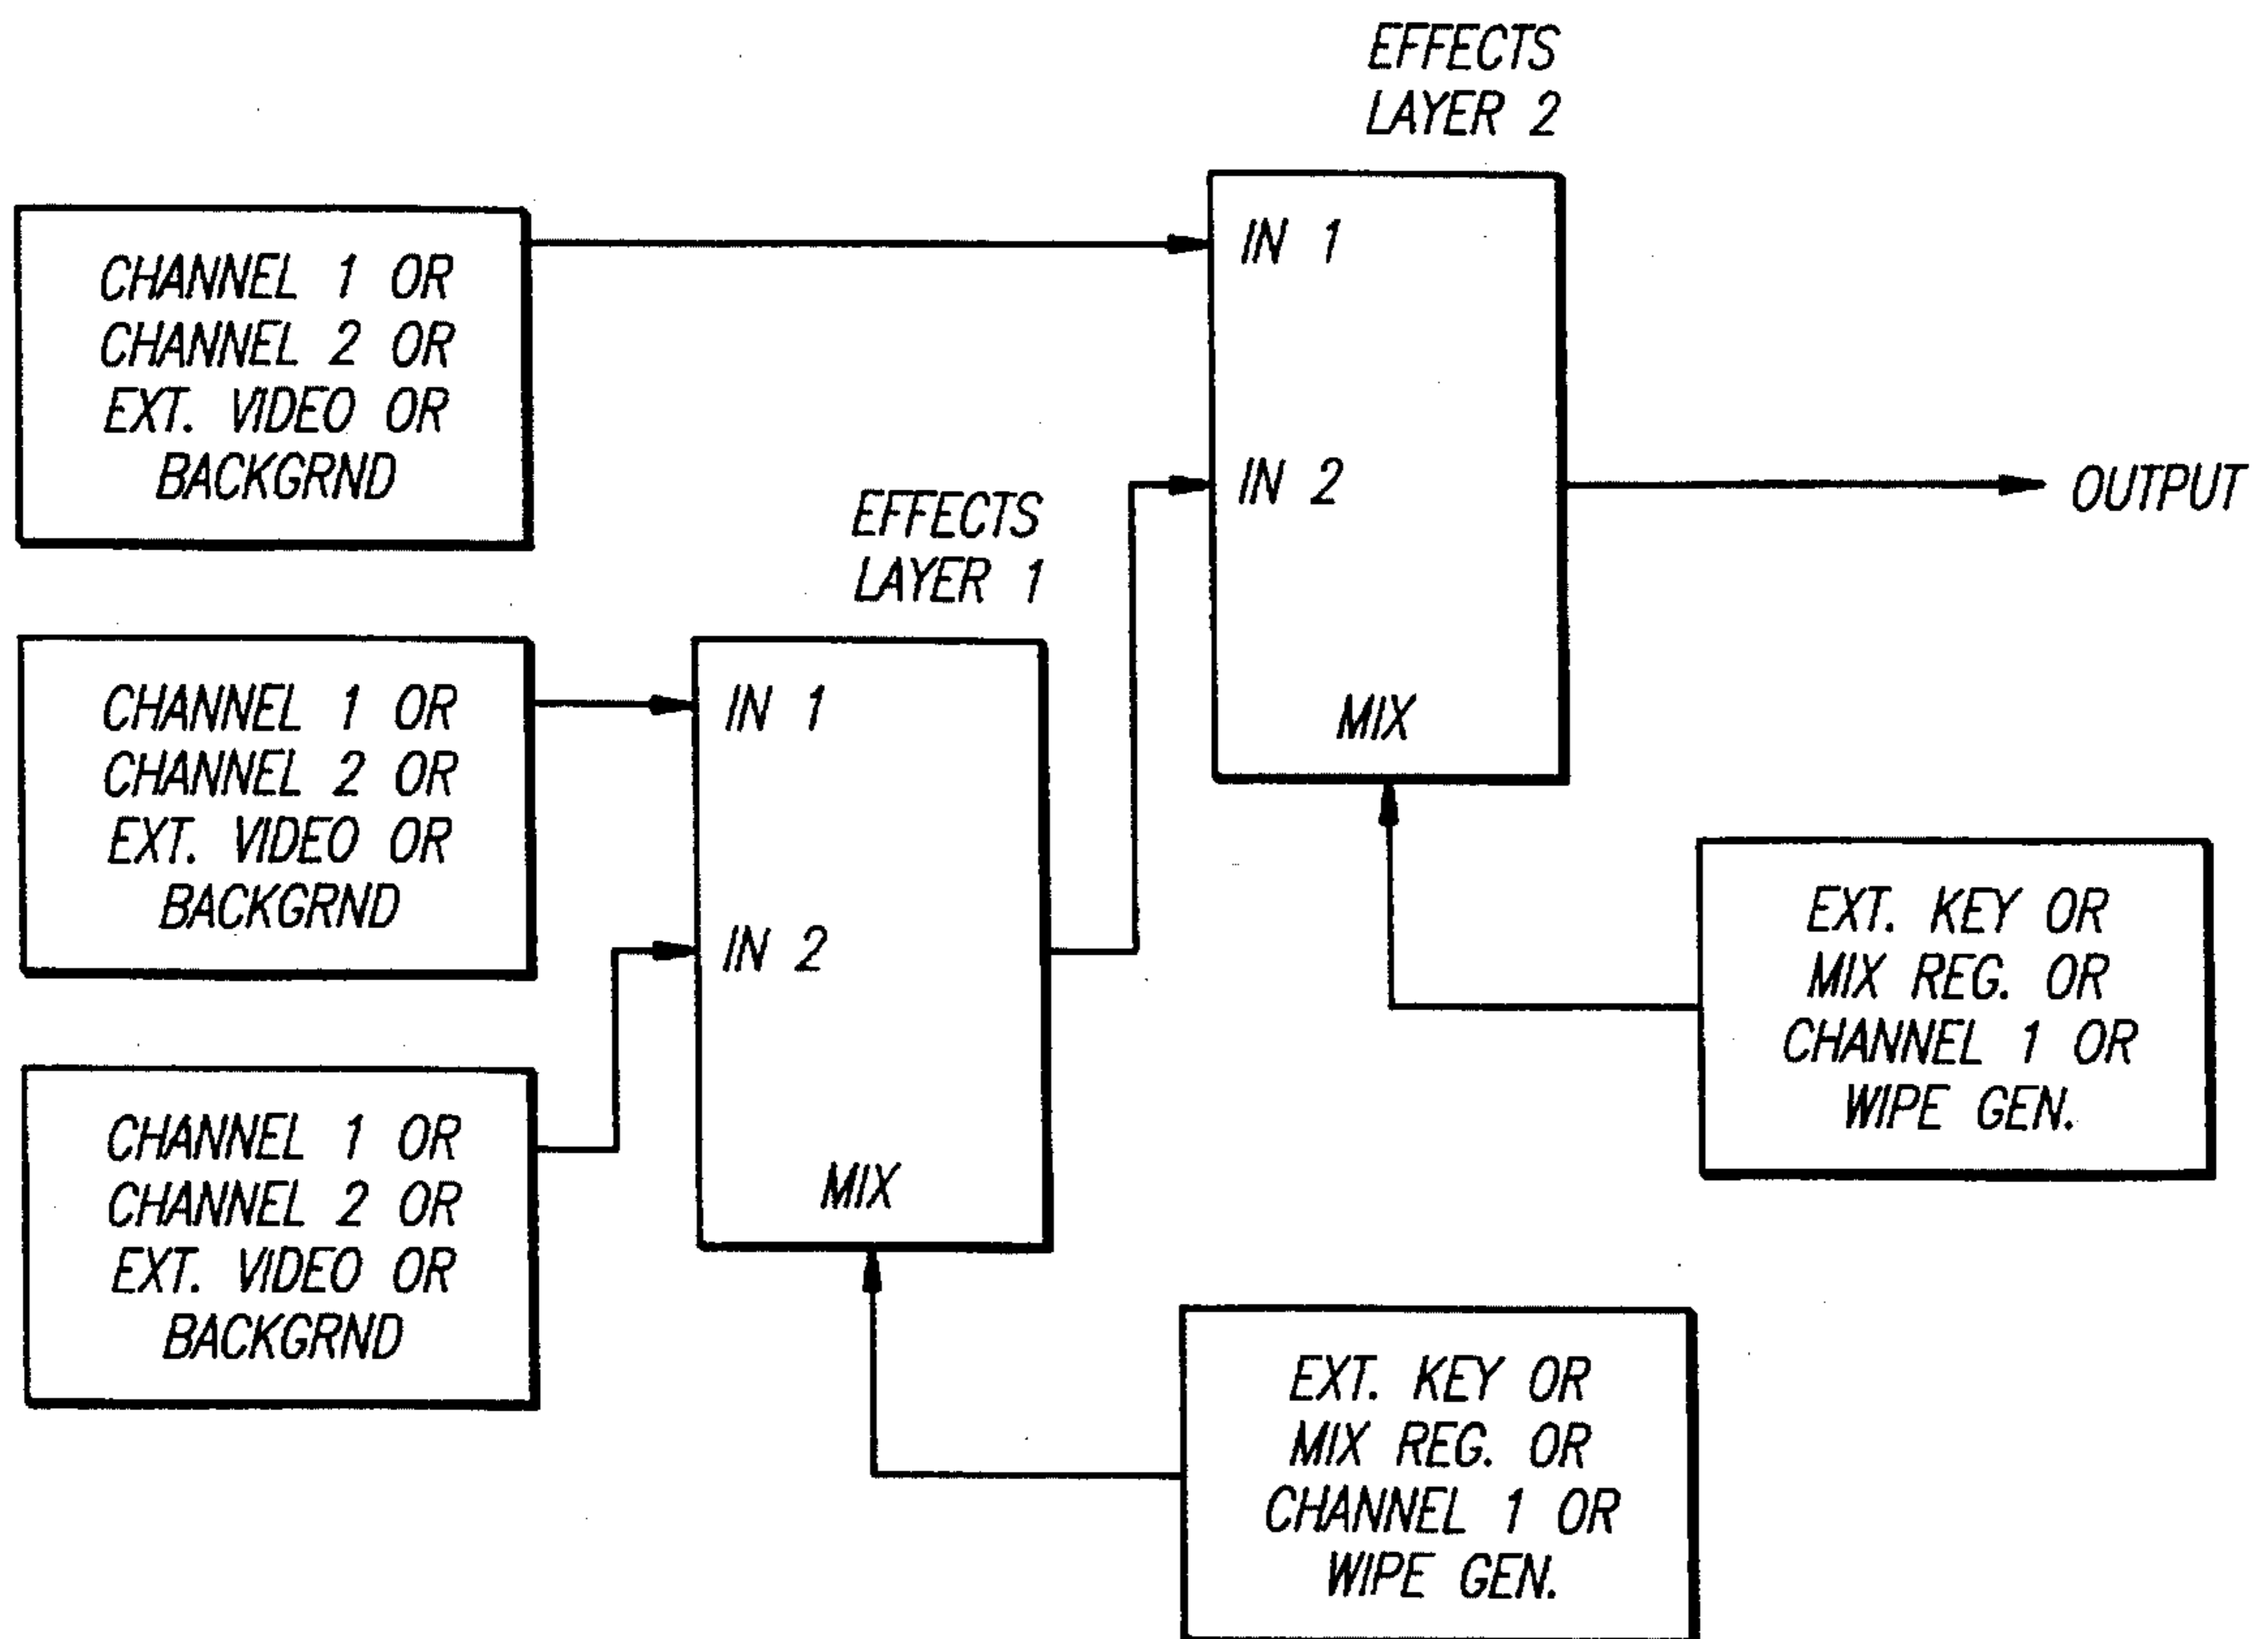 EFFECTS
LAYER 2
CHANNEL 1 OR
CHANNEL 2 OR
EXT. VIDEO OR
BACKGRND
IN 1
IN 2
MIX
OUTPUT
EFFECTS
LAYER 1
CHANNEL 1 OR
CHANNEL 2 OR
EXT. VIDEO OR
BACKGRND
IN 1
IN 2
MIX
CHANNEL 1 OR
CHANNEL 2 OR
EXT. VIDEO OR
BACKGRND
EXT. KEY OR
MIX REG. OR
CHANNEL 1 OR
WIPE GEN.
EXT. KEY OR
MIX REG. OR
CHANNEL 1 OR
WIPE GEN.